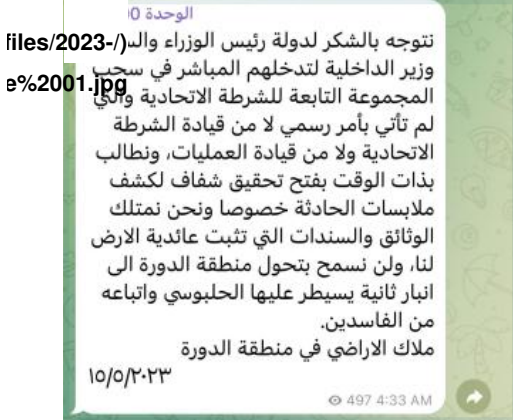 الوحدة 10
نتوجه بالشكر لدولة رئيس الوزراء
files/2023-/)
وزير الداخلية لتدخلهم المباشر في سحب
e%2001.jpg
المجموعة التابعة للشرطة الاتحادية والتي
لم تأتي بأمر رسمي لا من قيادة الشرطة
الاتحادية ولا من قيادة العمليات، ونطالب
بذات الوقت بفتح تحقيق شفاف لكشف
ملابسات الحادثة خصوصا ونحن نمتلك
الوثائق والسندات التي تثبت عائدية الارض
لنا، ولن نسمح بتحول منطقة الدورة الى
انبار ثانية يسيطر عليها الحلبوسي واتباعه
من الفاسدين.
ملاك الاراضي في منطقة الدورة
١٥/٥/٢٠٢٣
497 4:33 AM